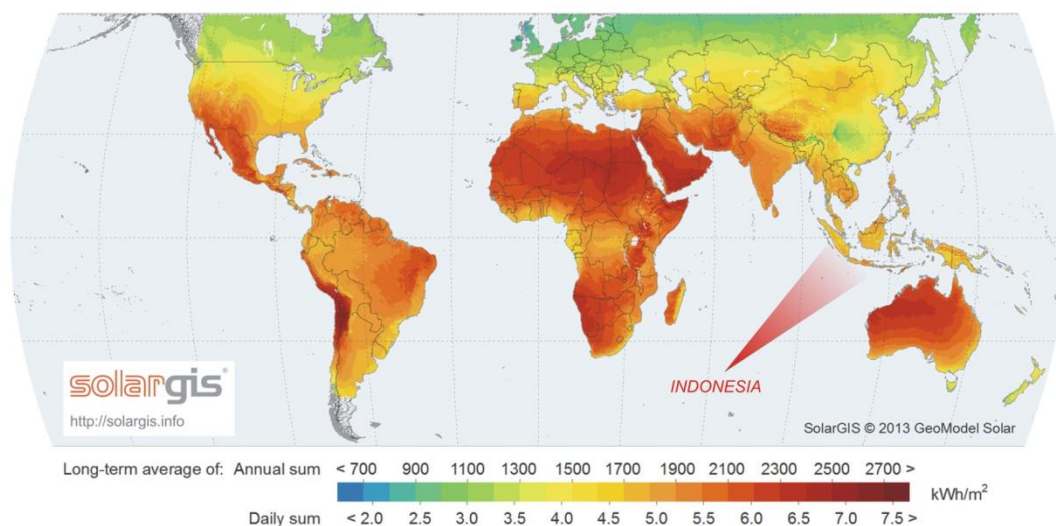 INDONESIA
solargis®
http://solargis.info
SolarGIS © 2013 GeoModel Solar
Long-term average of: Annual sum < 700 900 1100 1300 1500 1700 1900 2100 2300 2500 2700 >
kWh/m²
Daily sum < 2.0 2.5 3.0 3.5 4.0 4.5 5.0 5.5 6.0 6.5 7.0 7.5 >